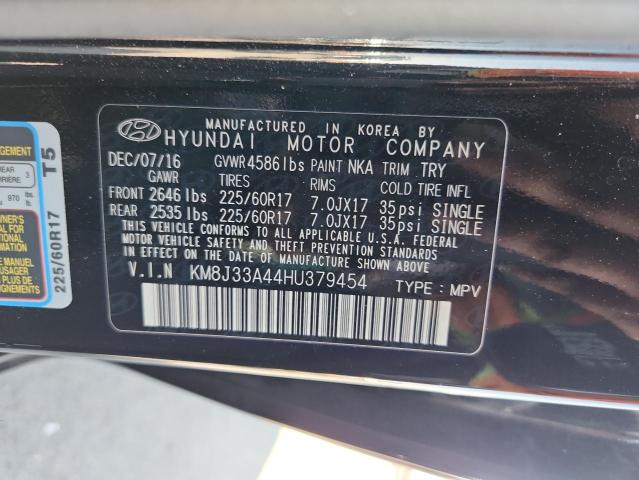 MANUFACTURED IN KOREA BY
HYUNDAI MOTOR COMPANY
DEC/07/16 GVWR 4586 lbs PAINT NKA TRIM TRY
GAWR TIRES RIMS COLD TIRE INFL
FRONT 2646 lbs 225/60R17 7.0JX17 35psi SINGLE
REAR 2535 lbs 225/60R17 7.0JX17 35psi SINGLE
THIS VEHICLE CONFORMS TO ALL APPLICABLE U.S.A. FEDERAL
MOTOR VEHICLE SAFETY AND THEFT PREVENTION STANDARDS
IN EFFECT ON THE DATE OF MANUFACTURE SHOWN ABOVE.
V.I.N KM8J33A44HU379454 TYPE : MPV
225/60R17 T5
3
970